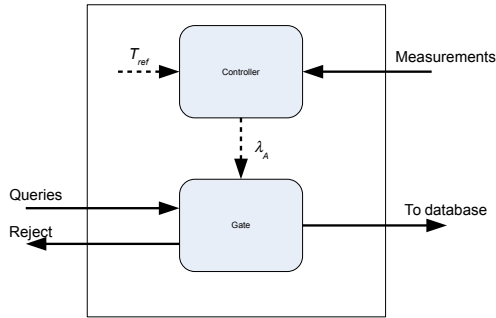 T_ref
Controller
Measurements
λ_A
Queries
Gate
To database
Reject